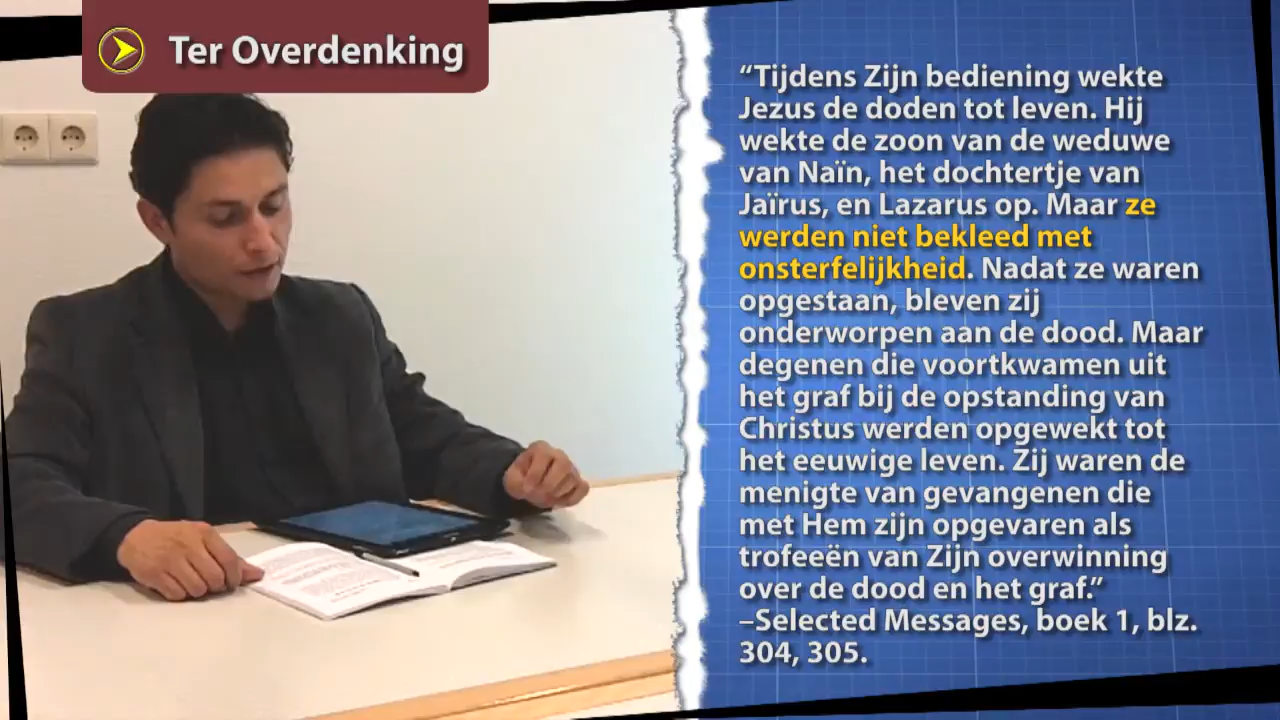 Ter Overdenking
“Tijdens Zijn bediening wekte
Jezus de doden tot leven. Hij
wekte de zoon van de weduwe
van Naïn, het dochtertje van
Jaïrus, en Lazarus op. Maar ze
werden niet bekleed met
onsterfelijkheid. Nadat ze waren
opgestaan, bleven zij
onderworpen aan de dood. Maar
degenen die voortkwamen uit
het graf bij de opstanding van
Christus werden opgewekt tot
het eeuwige leven. Zij waren de
menigte van gevangenen die
met Hem zijn opgevaren als
trofeeën van Zijn overwinning
over de dood en het graf.”
–Selected Messages, boek 1, blz.
304, 305.